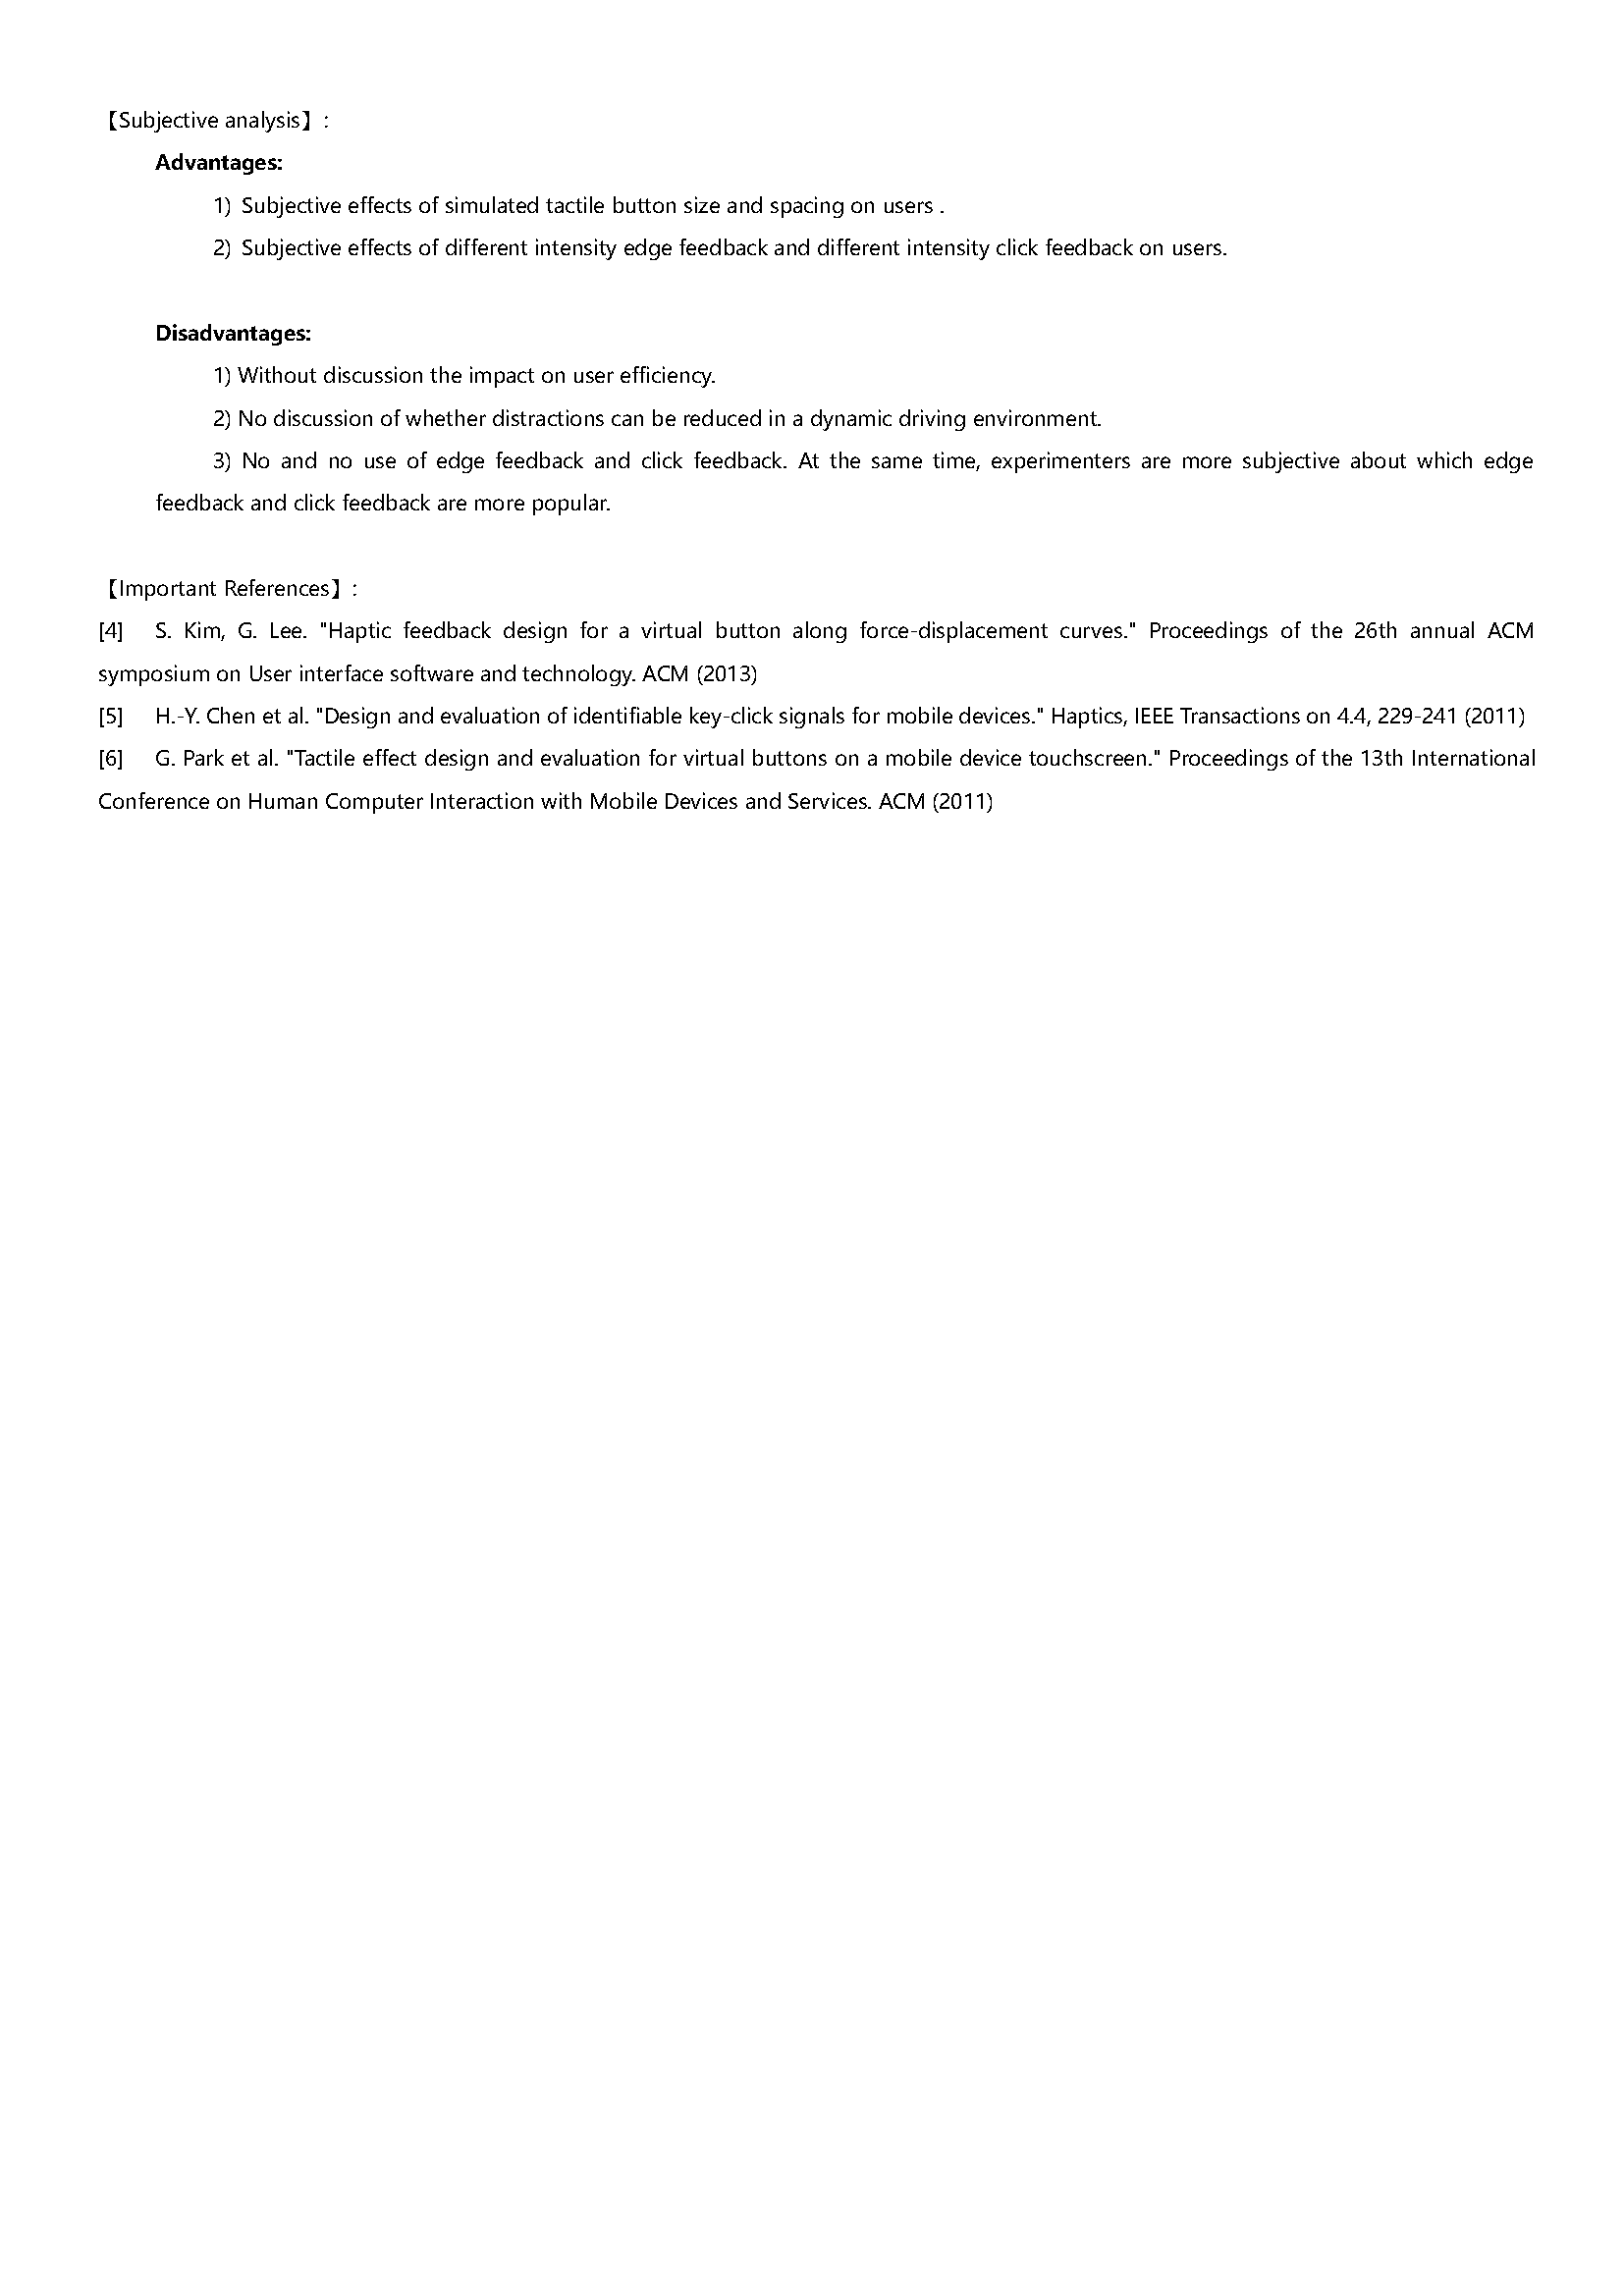 【Subjective analysis】:
Advantages:
1) Subjective effects of simulated tactile button size and spacing on users .
2) Subjective effects of different intensity edge feedback and different intensity click feedback on users.
Disadvantages:
1) Without discussion the impact on user efficiency.
2) No discussion of whether distractions can be reduced in a dynamic driving environment.
3) No and no use of edge feedback and click feedback. At the same time, experimenters are more subjective about which edge
feedback and click feedback are more popular.
【Important References】:
[4] S. Kim, G. Lee. "Haptic feedback design for a virtual button along force-displacement curves." Proceedings of the 26th annual ACM
symposium on User interface software and technology. ACM (2013)
[5] H.-Y. Chen et al. "Design and evaluation of identifiable key-click signals for mobile devices." Haptics, IEEE Transactions on 4.4, 229-241 (2011)
[6] G. Park et al. "Tactile effect design and evaluation for virtual buttons on a mobile device touchscreen." Proceedings of the 13th International
Conference on Human Computer Interaction with Mobile Devices and Services. ACM (2011)